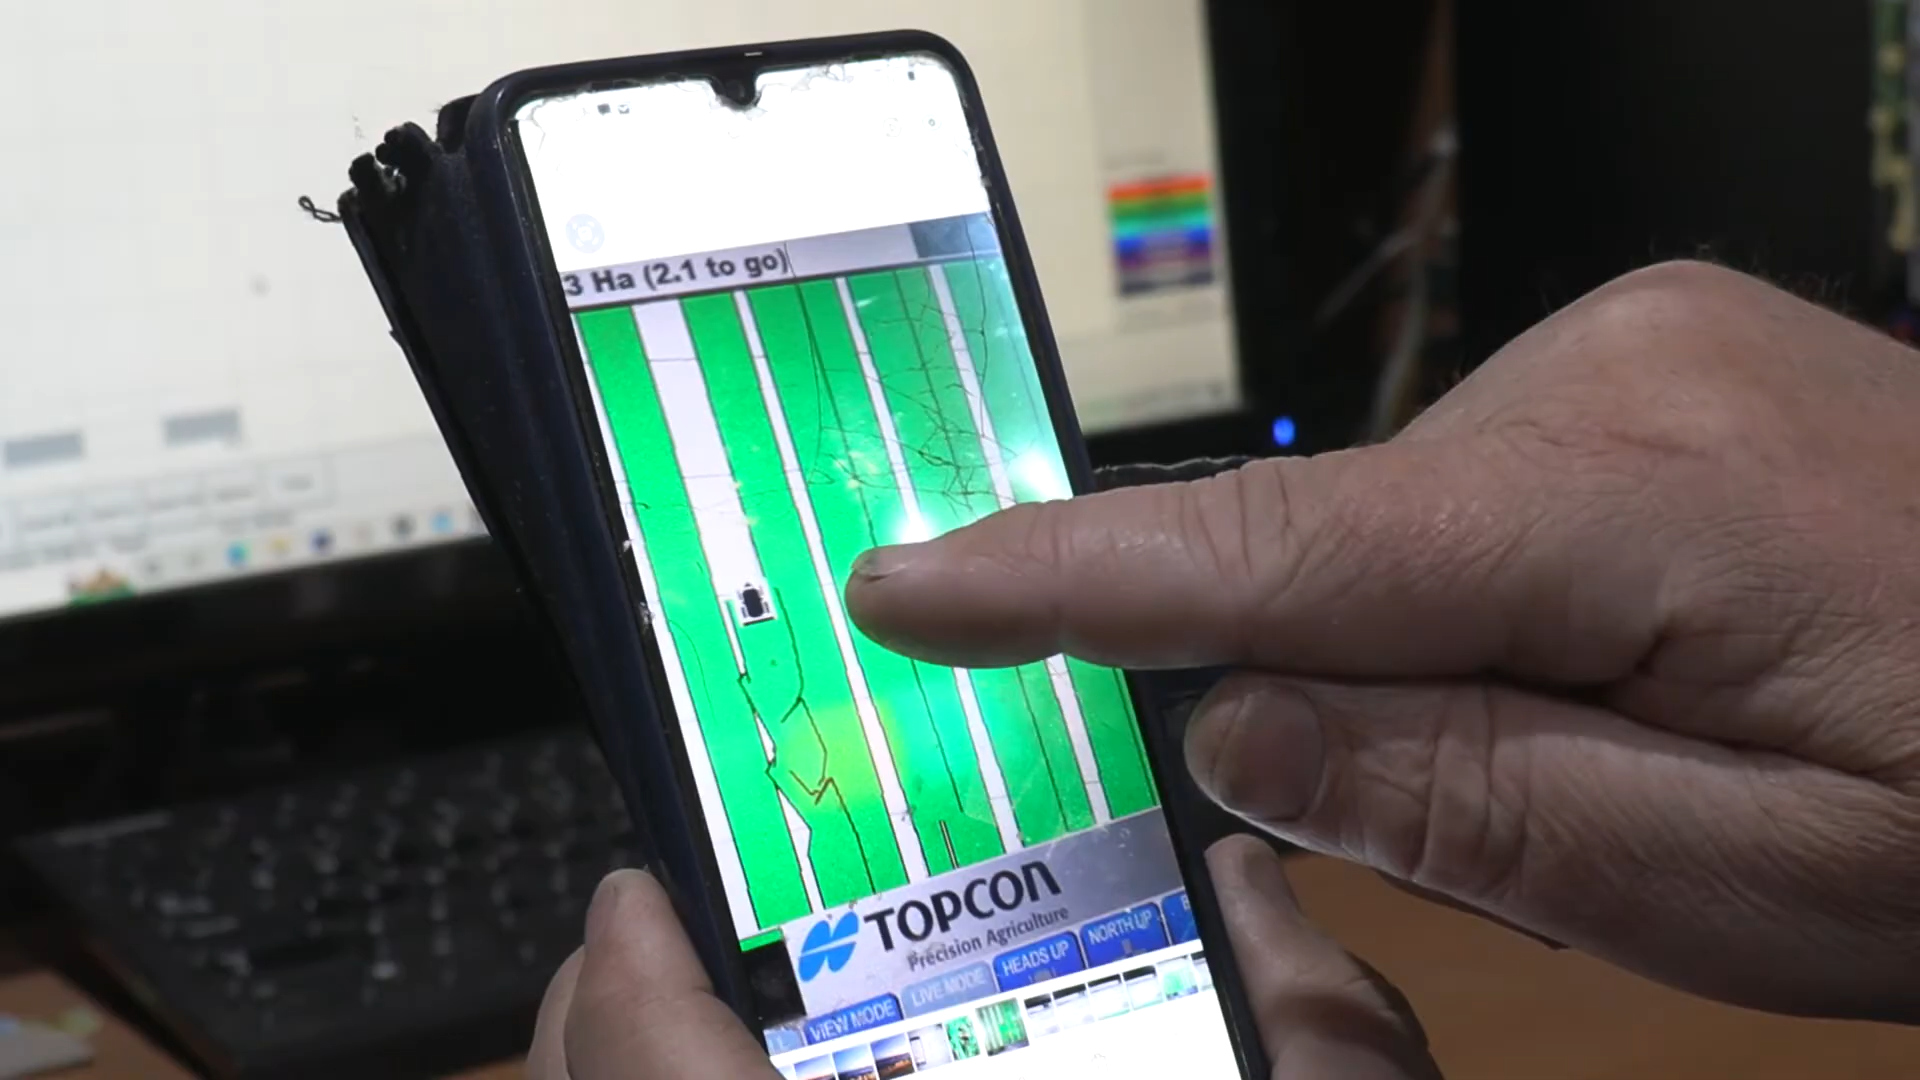 3 Ha (2.1 to go)
TOPCON
Precision Agriculture
VIEW MODE
LIVE MODE
HEADS UP
NORTH UP